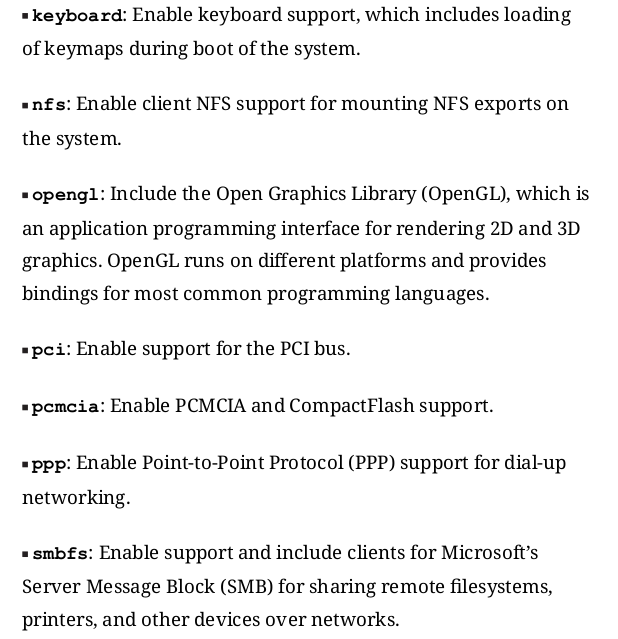 ▪ keyboard: Enable keyboard support, which includes loading
of keymaps during boot of the system.
▪ nfs: Enable client NFS support for mounting NFS exports on
the system.
▪ opengl: Include the Open Graphics Library (OpenGL), which is
an application programming interface for rendering 2D and 3D
graphics. OpenGL runs on different platforms and provides
bindings for most common programming languages.
▪ pci: Enable support for the PCI bus.
▪ pcmcia: Enable PCMCIA and CompactFlash support.
▪ ppp: Enable Point-to-Point Protocol (PPP) support for dial-up
networking.
▪ smbfs: Enable support and include clients for Microsoft’s
Server Message Block (SMB) for sharing remote filesystems,
printers, and other devices over networks.